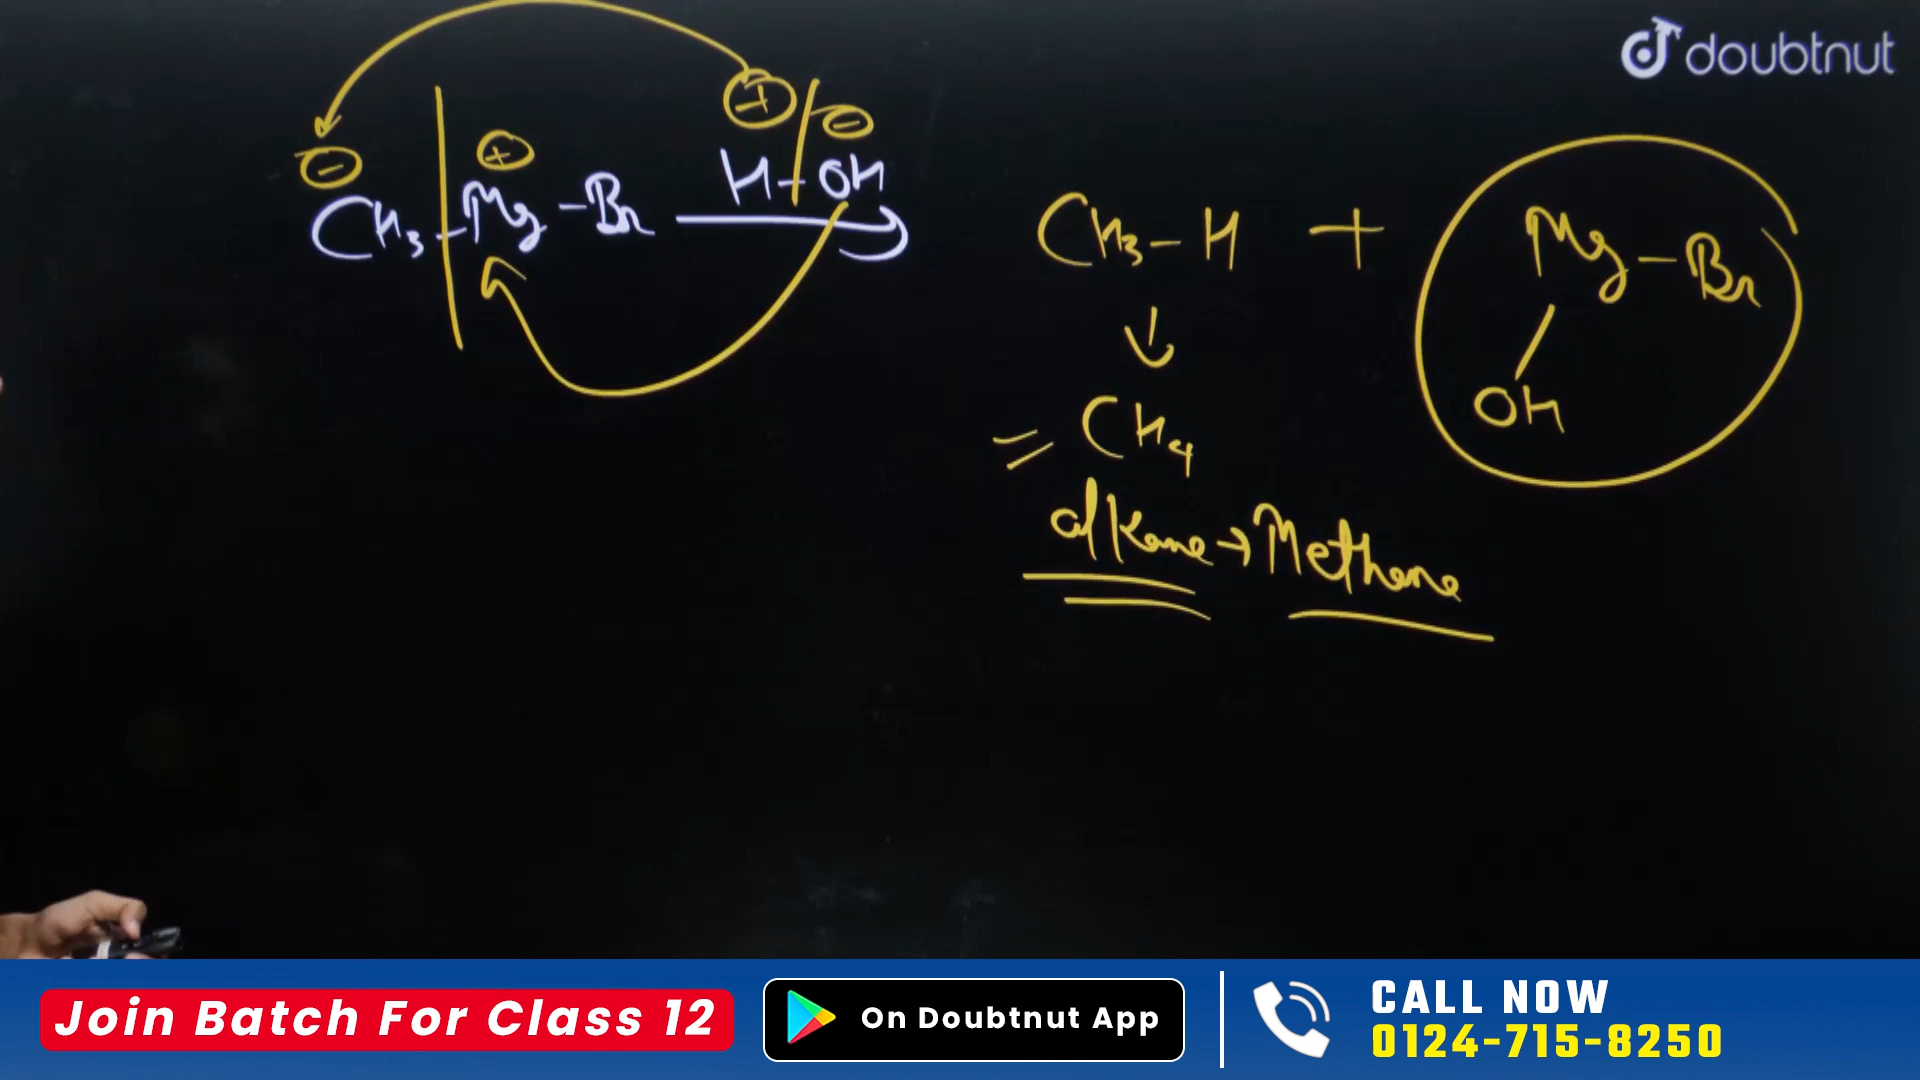 doubtnut
⊕ ⊖
⊖ ⊕
H-OH
CH₃-Mg-Br
CH₃-H + Mg-Br
OH
= CH₄
alkane → Methane
Join Batch For Class 12
On Doubtnut App
CALL NOW
0124-715-8250